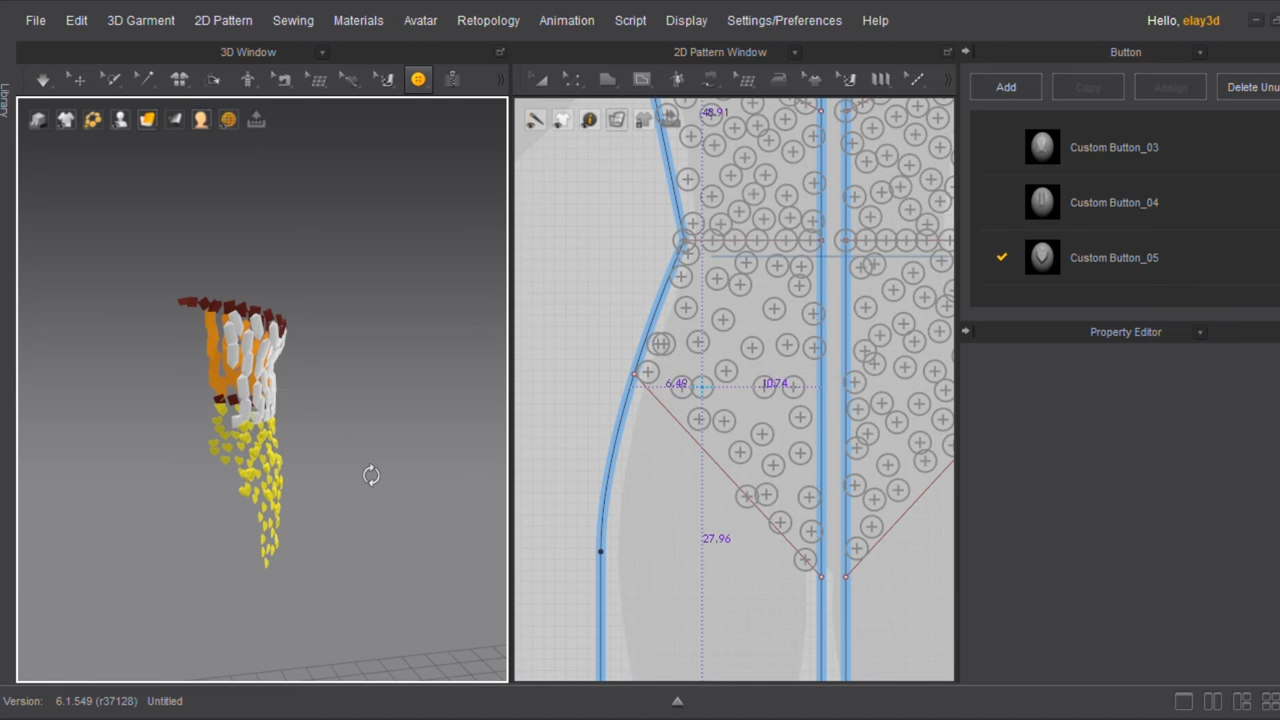 File Edit 3D Garment 2D Pattern Sewing Materials Avatar Retopology Animation Script Display Settings/Preferences Help Hello, elay3d
3D Window 2D Pattern Window Button
Library
Add Copy Assign Delete Unu
48.91
Custom Button_03
Custom Button_04
Custom Button_05
Property Editor
6.49 10.74
27.96
Version: 6.1.549 (r37128) Untitled